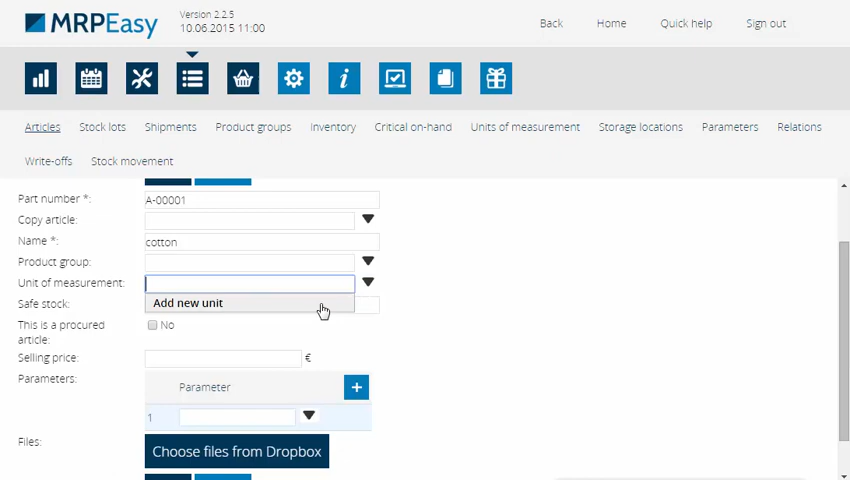 MRPEasy
Version 2.2.5
10.06.2015 11:00
Back
Home
Quick help
Sign out
Articles
Stock lots
Shipments
Product groups
Inventory
Critical on-hand
Units of measurement
Storage locations
Parameters
Relations
Write-offs
Stock movement
Part number *:
A-00001
Copy article:
Name *:
cotton
Product group:
Unit of measurement:
Add new unit
Safe stock:
This is a procured
article:
No
Selling price:
€
Parameters:
Parameter
1
Files:
Choose files from Dropbox